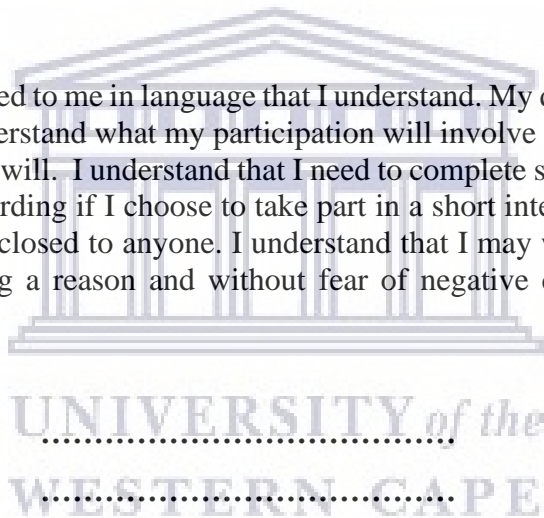 ed to me in language that I understand. My
erstand what my participation will involve
will. I understand that I need to complete
rding if I choose to take part in a short
closed to anyone. I understand that I may
g a reason and without fear of negative
UNIVERSITY of the
..........................................
WESTERN CAPE
..........................................